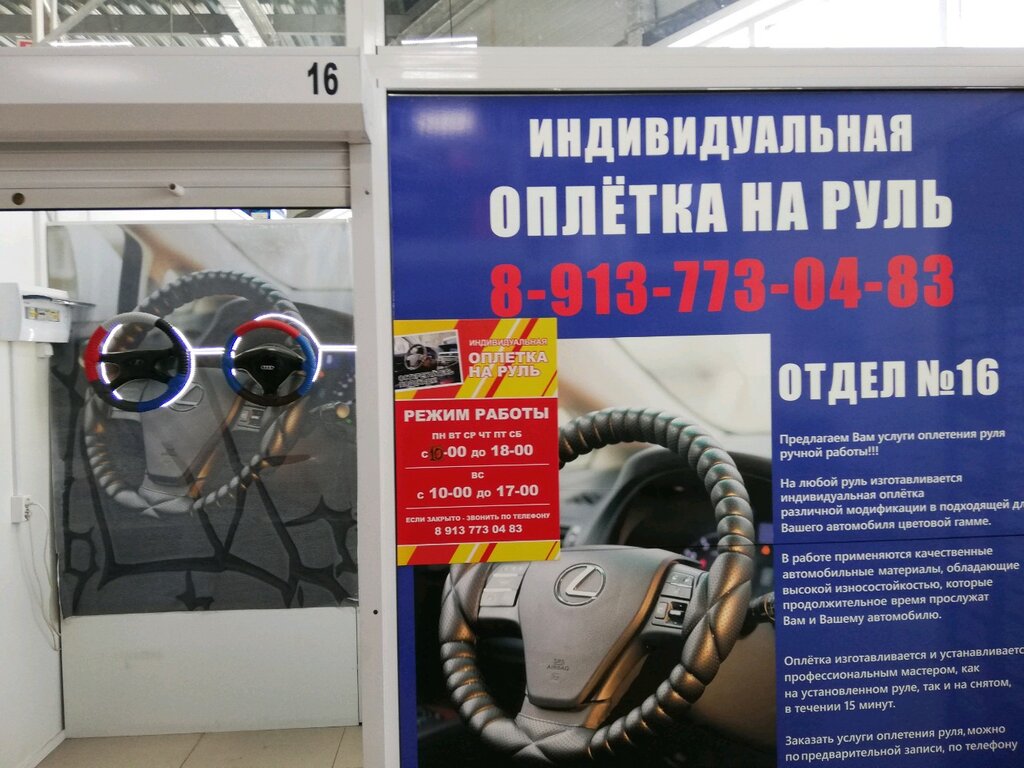 16
ИНДИВИДУАЛЬНАЯ
ОПЛЁТКА НА РУЛЬ
8-913-773-04-83
ИНДИВИДУАЛЬНАЯ
ОПЛЕТКА
НА РУЛЬ
РЕЖИМ РАБОТЫ
ПН ВТ СР ЧТ ПТ СБ
с 10-00 до 18-00
ВС
с 10-00 до 17-00
ЕСЛИ ЗАКРЫТО - ЗВОНИТЬ ПО ТЕЛЕФОНУ
8 913 773 04 83
SRS
AIRBAG
ОТДЕЛ №16
Предлагаем Вам услуги оплетения руля
ручной работы!!!
На любой руль изготавливается
индивидуальная оплётка
различной модификации в подходящей
Вашего автомобиля цветовой гамме.
В работе применяются качественные
автомобильные материалы, обладающие
высокой износостойкостью, которые
продолжительное время прослужат
Вам и Вашему автомобилю.
Оплётка изготавливается и устанавливаетс
профессиональным мастером, как
на установленном руле, так и на снятом,
в течении 15 минут.
Заказать услуги оплетения руля, можно
по предварительной записи, по телефону